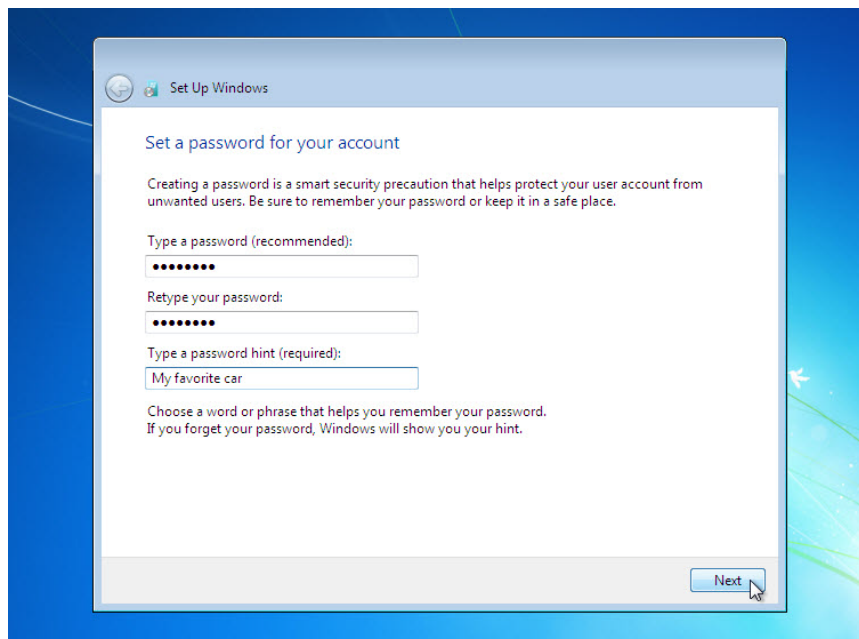 Set Up Windows
Set a password for your account
Creating a password is a smart security precaution that helps protect your user account from
unwanted users. Be sure to remember your password or keep it in a safe place.
Type a password (recommended):
●●●●●●●●
Retype your password:
●●●●●●●●
Type a password hint (required):
My favorite car
Choose a word or phrase that helps you remember your password.
If you forget your password, Windows will show you your hint.
Next